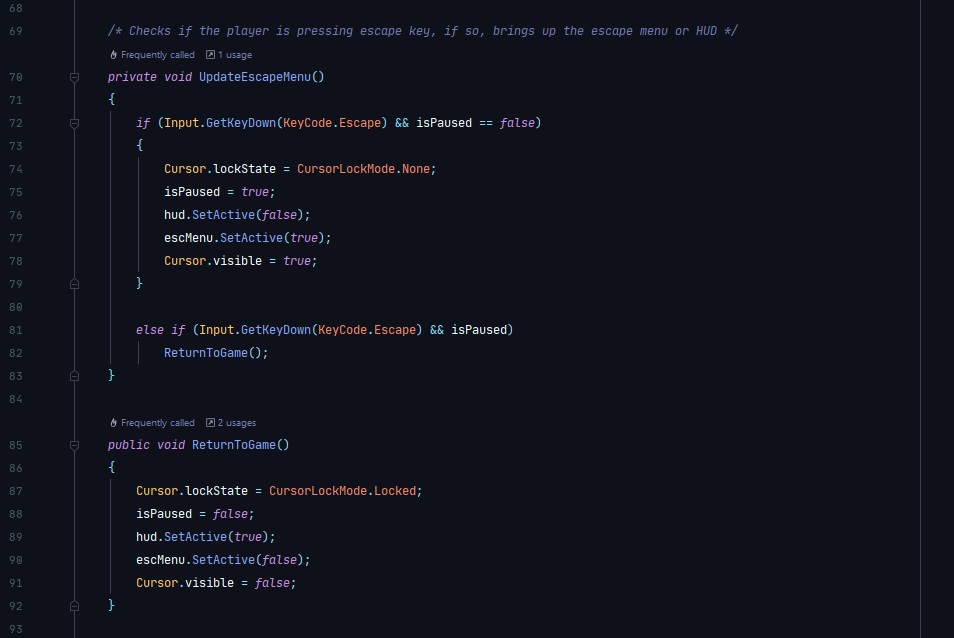 68
69 /* Checks if the player is pressing escape key, if so, brings up the escape menu or HUD */
Frequently called 1 usage
70 private void UpdateEscapeMenu()
71 {
72 if (Input.GetKeyDown(KeyCode.Escape) && isPaused == false)
73 {
74 Cursor.lockState = CursorLockMode.None;
75 isPaused = true;
76 hud.SetActive(false);
77 escMenu.SetActive(true);
78 Cursor.visible = true;
79 }
80
81 else if (Input.GetKeyDown(KeyCode.Escape) && isPaused)
82 ReturnToGame();
83 }
84
Frequently called 2 usages
85 public void ReturnToGame()
86 {
87 Cursor.lockState = CursorLockMode.Locked;
88 isPaused = false;
89 hud.SetActive(true);
90 escMenu.SetActive(false);
91 Cursor.visible = false;
92 }
93